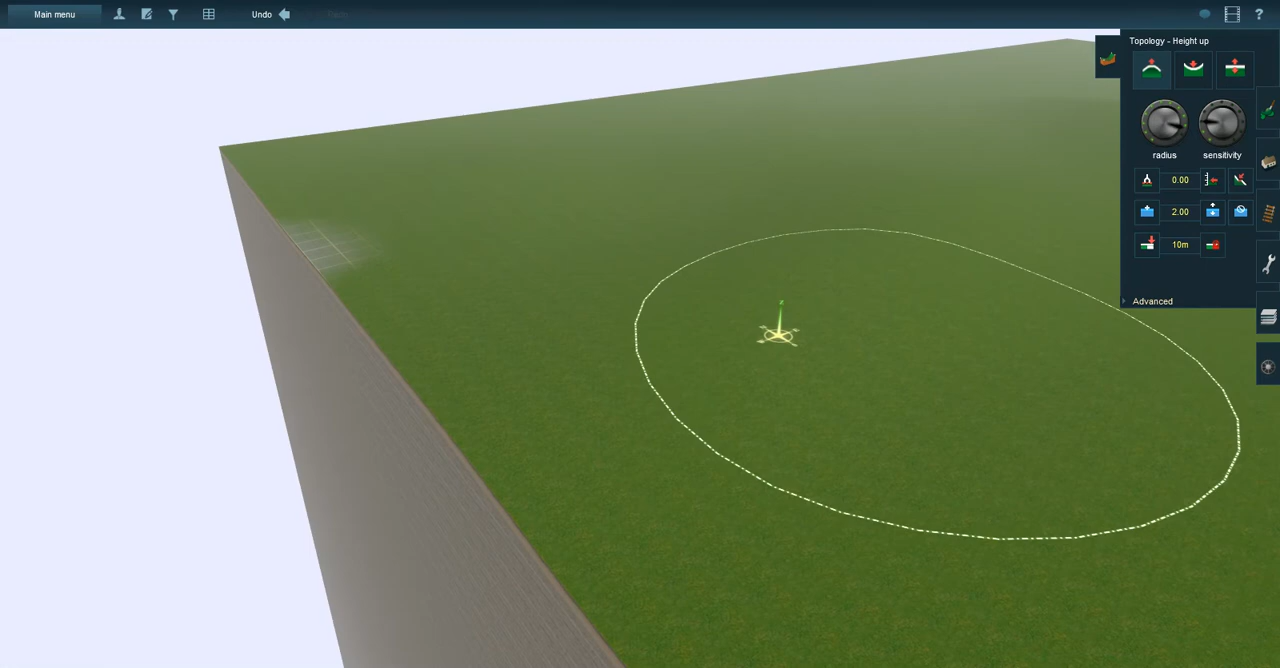 Main menu
Undo
Topology - Height up
radius
sensitivity
0.00
2.00
10m
Advanced
z